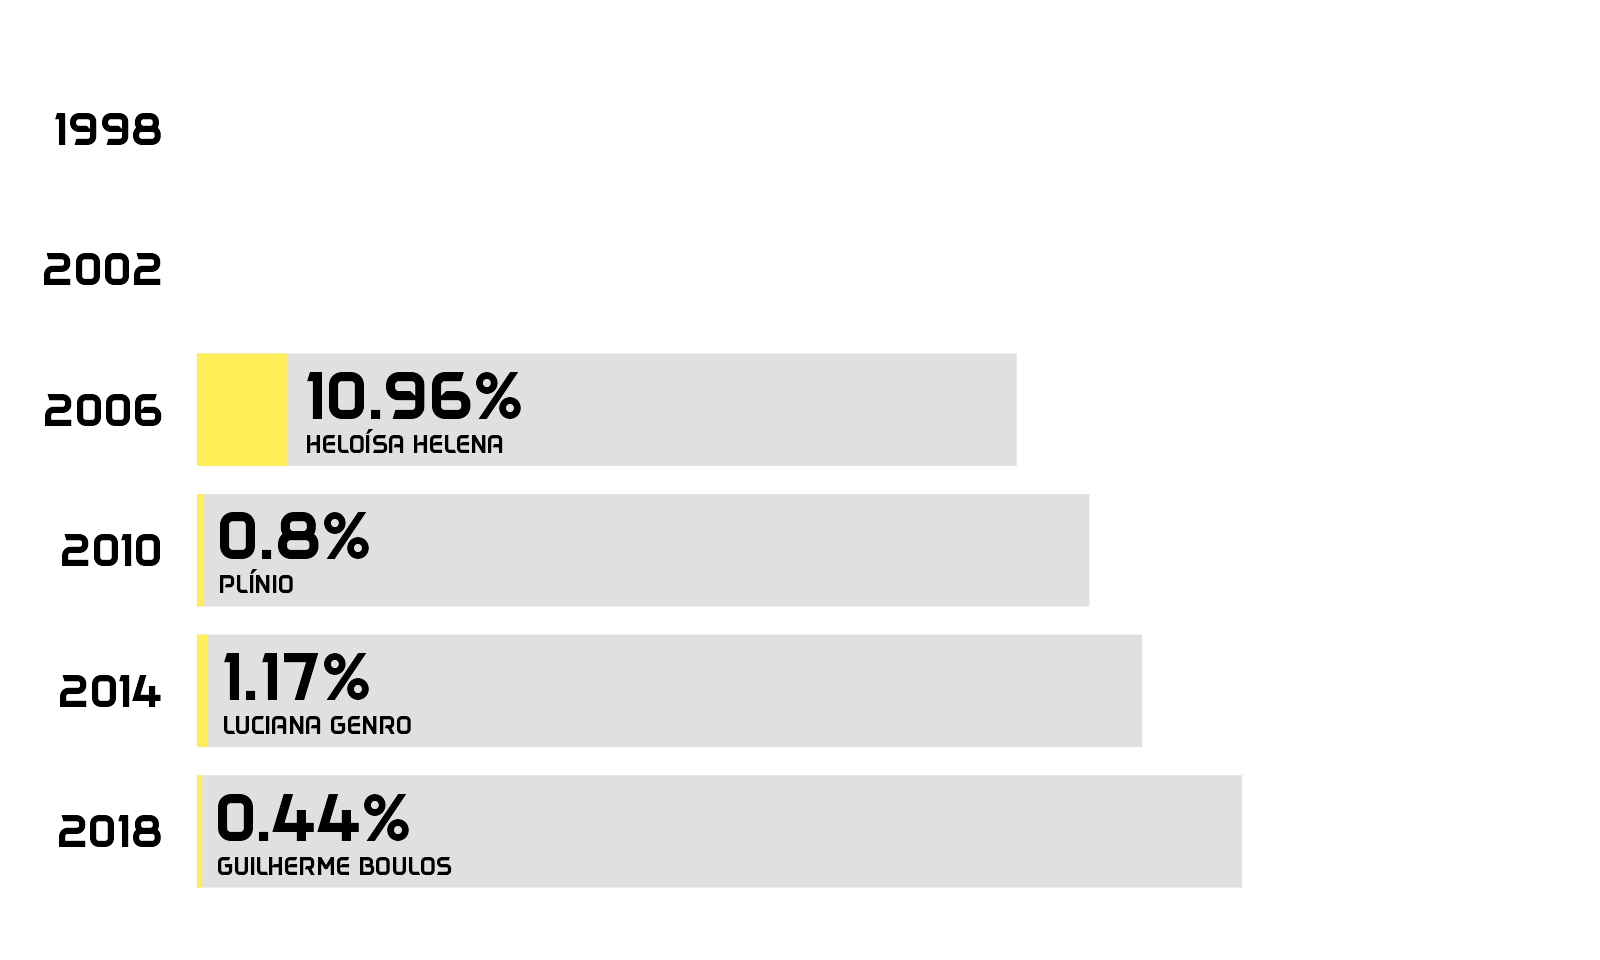 1998
2002
2006
10.96%
HELOÍSA HELENA
2010
0.8%
PLÍNIO
2014
1.17%
LUCIANA GENRO
2018
0.44%
GUILHERME BOULOS